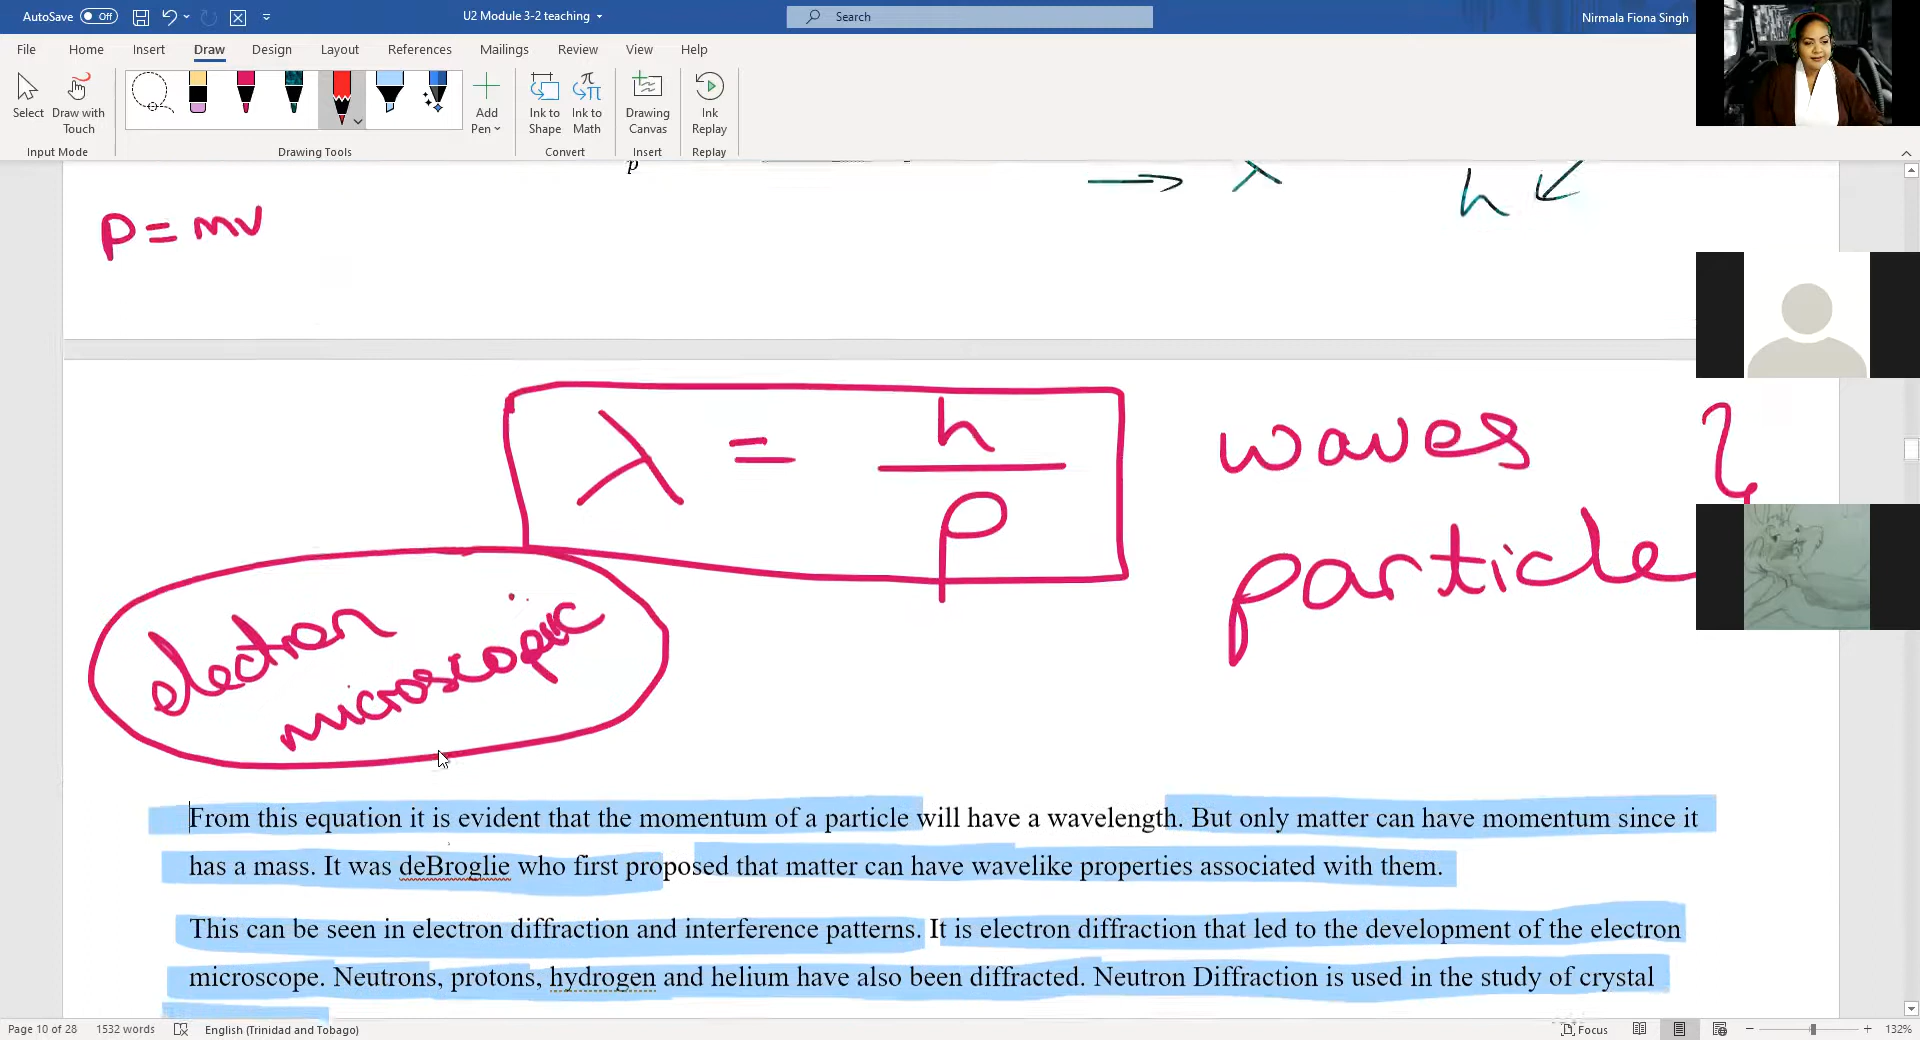 AutoSave Off
U2 Module 3-2 teaching
Search
Nirmala Fiona Singh
File Home Insert Draw Design Layout References Mailings Review View Help
Select
Draw with Touch
Add Pen
Ink to Shape
Ink to Math
Drawing Canvas
Ink Replay
Input Mode
Drawing Tools
Convert
Insert
Replay
p
λ
h
p = mv
λ = h
p
waves &
particle
electron
microscopic
From this equation it is evident that the momentum of a particle will have a wavelength. But only matter can have momentum since it
has a mass. It was deBroglie who first proposed that matter can have wavelike properties associated with them.
This can be seen in electron diffraction and interference patterns. It is electron diffraction that led to the development of the electron
microscope. Neutrons, protons, hydrogen and helium have also been diffracted. Neutron Diffraction is used in the study of crystal
Page 10 of 28 1532 words English (Trinidad and Tobago) Focus 132%